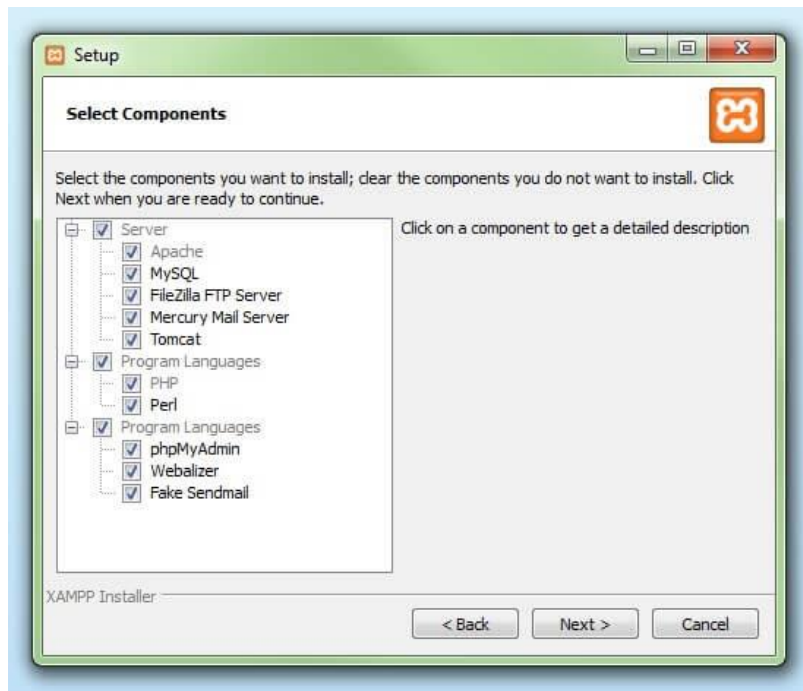 Setup
Select Components
Select the components you want to install; clear the components you do not want to install. Click
Next when you are ready to continue.
Server
Apache
MySQL
FileZilla FTP Server
Mercury Mail Server
Tomcat
Program Languages
PHP
Perl
Program Languages
phpMyAdmin
Webalizer
Fake Sendmail
Click on a component to get a detailed description
XAMPP Installer
< Back
Next >
Cancel